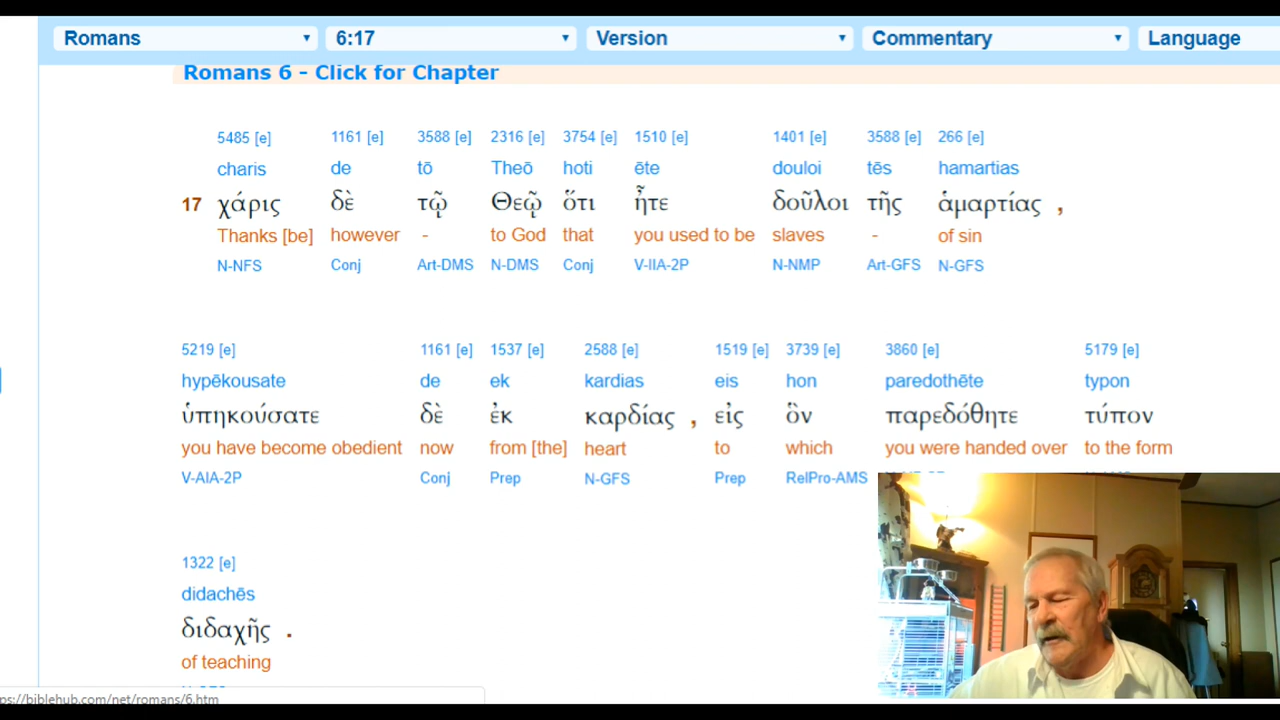 Romans 6:17 Version Commentary Language
Romans 6 - Click for Chapter
5485 [e] 1161 [e] 3588 [e] 2316 [e] 3754 [e] 1510 [e] 1401 [e] 3588 [e] 266 [e]
charis de tō Theō hoti ēte douloi tēs hamartias
17 χάρις δὲ τῷ Θεῷ ὅτι ἦτε δοῦλοι τῆς ἁμαρτίας ,
Thanks [be] however - to God that you used to be slaves - of sin
N-NFS Conj Art-DMS N-DMS Conj V-IIA-2P N-NMP Art-GFS N-GFS
5219 [e] 1161 [e] 1537 [e] 2588 [e] 1519 [e] 3739 [e] 3860 [e] 5179 [e]
hypēkousate de ek kardias eis hon paredothēte typon
ὑπηκούσατε δὲ ἐκ καρδίας , εἰς ὃν παρεδόθητε τύπον
you have become obedient now from [the] heart to which you were handed over to the form
V-AIA-2P Conj Prep N-GFS Prep RelPro-AMS
1322 [e]
didachēs
διδαχῆς .
of teaching
ps://biblehub.com/net/romans/6.htm